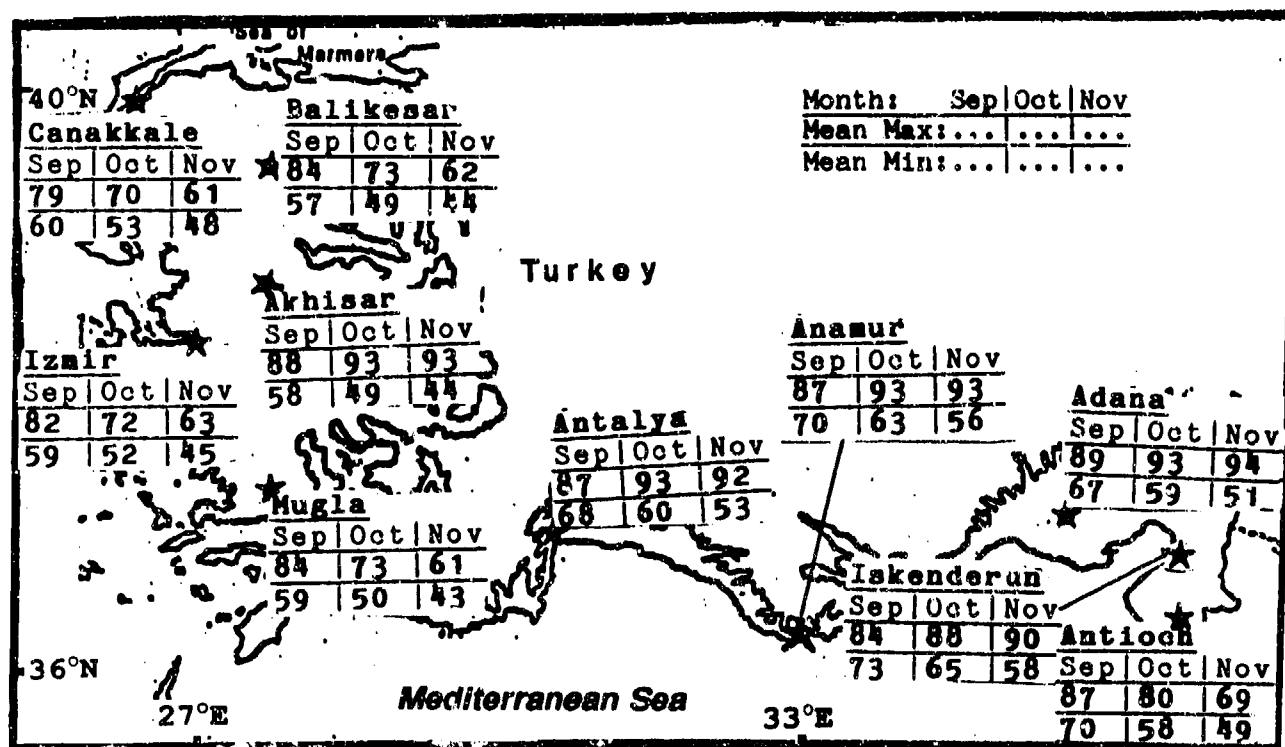 Sea of
Marmara
40°N
Month: Sep|Oct|Nov
Mean Max:...|...|...
Mean Min:...|...|...
Canakkale
Sep|Oct|Nov
79|70|61
60|53|48
Balikesar
Sep|Oct|Nov
84|73|62
57|49|44
Turkey
Akhisar
Sep|Oct|Nov
88|93|93
58|49|44
Izmir
Sep|Oct|Nov
82|72|63
59|52|45
Anamur
Sep|Oct|Nov
87|93|93
70|63|56
Adana
Sep|Oct|Nov
89|93|94
67|59|51
Antalya
Sep|Oct|Nov
87|93|92
68|60|53
Mugla
Sep|Oct|Nov
84|73|61
59|50|43
Iskenderun
Sep|Oct|Nov
84|88|90
73|65|58
Antioch
Sep|Oct|Nov
87|80|69
70|58|49
36°N
Mediterranean Sea
27°E
33°E